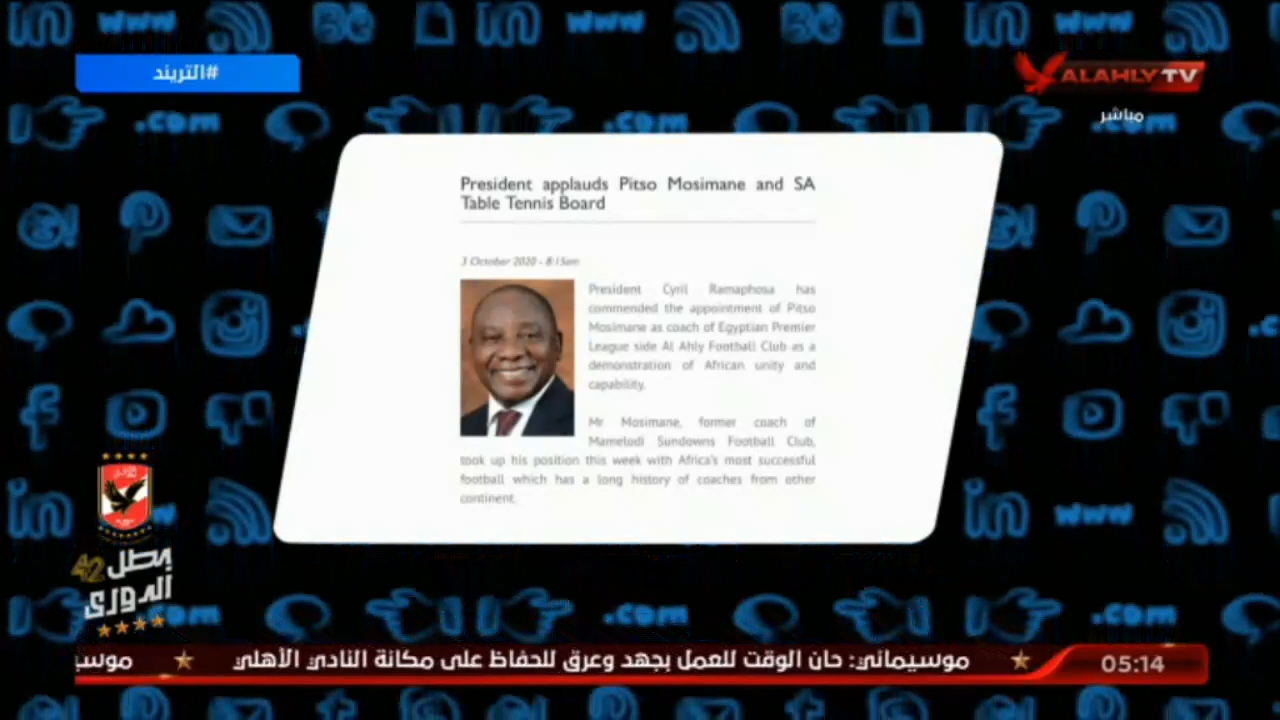 #التريند
ALAHLY TV
مباشر
President applauds Pitso Mosimane and SA
Table Tennis Board
3 October 2020 - 8:15am
President Cyril Ramaphosa has
commended the appointment of Pitso
Mosimane as coach of Egyptian Premier
League side Al Ahly Football Club as a
demonstration of African unity and
capability.
Mr Mosimane, former coach of
Mamelodi Sundowns Football Club,
took up his position this week with Africa's most successful
football which has a long history of coaches from other
continent.
بطل 42
الدورى
موسيماني: حان الوقت للعمل بجهد وعرق للحفاظ على مكانة النادي الأهلي
موسي
05:14
www
.com